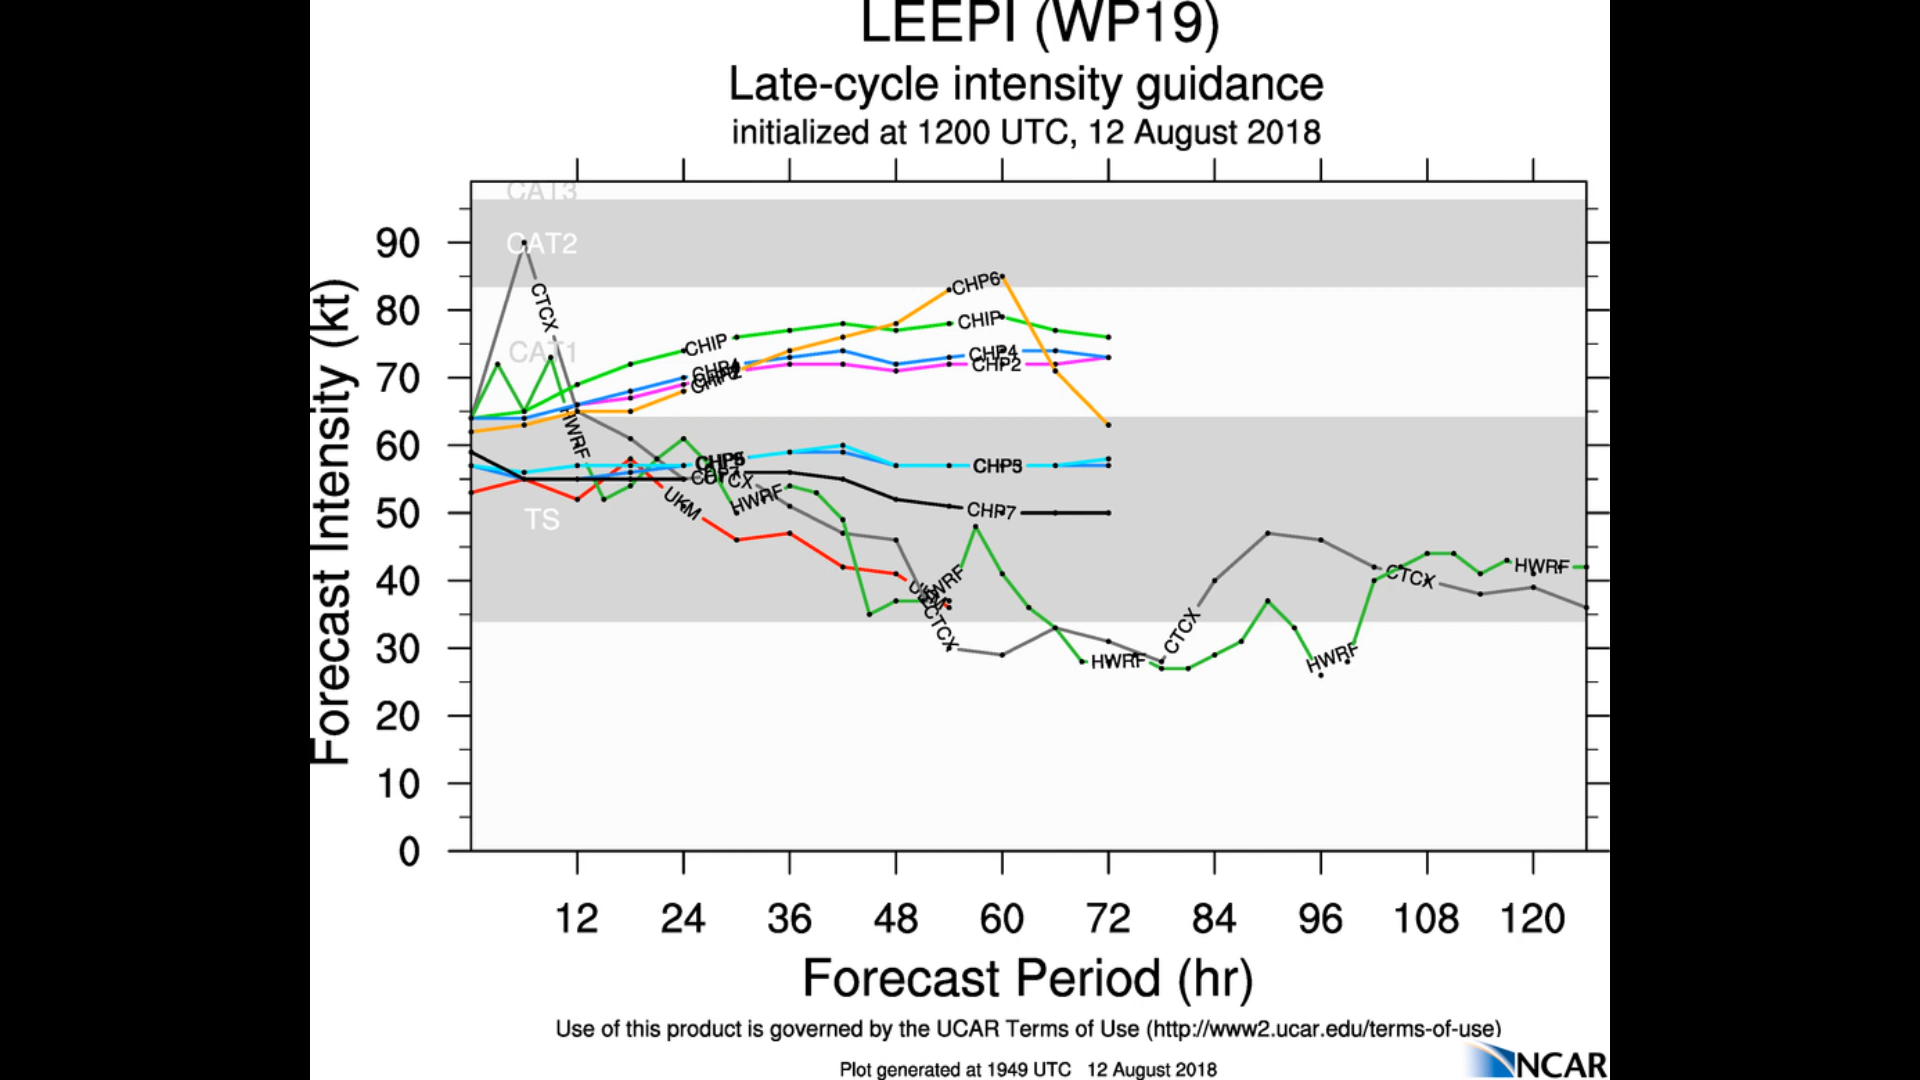 LEEPI (WP19)
Late-cycle intensity guidance
initialized at 1200 UTC, 12 August 2018
CAT3
CAT2
CAT1
TS
Forecast Intensity (kt)
90
80
70
60
50
40
30
20
10
0
CTCX
HWRF
CHIP
CHP4
UKM
CTCX
HWRF
CHP6
CHIP
CHP4
CHP2
CHP7
HWRF
CTCX
HWRF
CTCX
HWRF
CTCX
HWRF
12 24 36 48 60 72 84 96 108 120
Forecast Period (hr)
Use of this product is governed by the UCAR Terms of Use (http://www2.ucar.edu/terms-of-use)
Plot generated at 1949 UTC 12 August 2018
NCAR